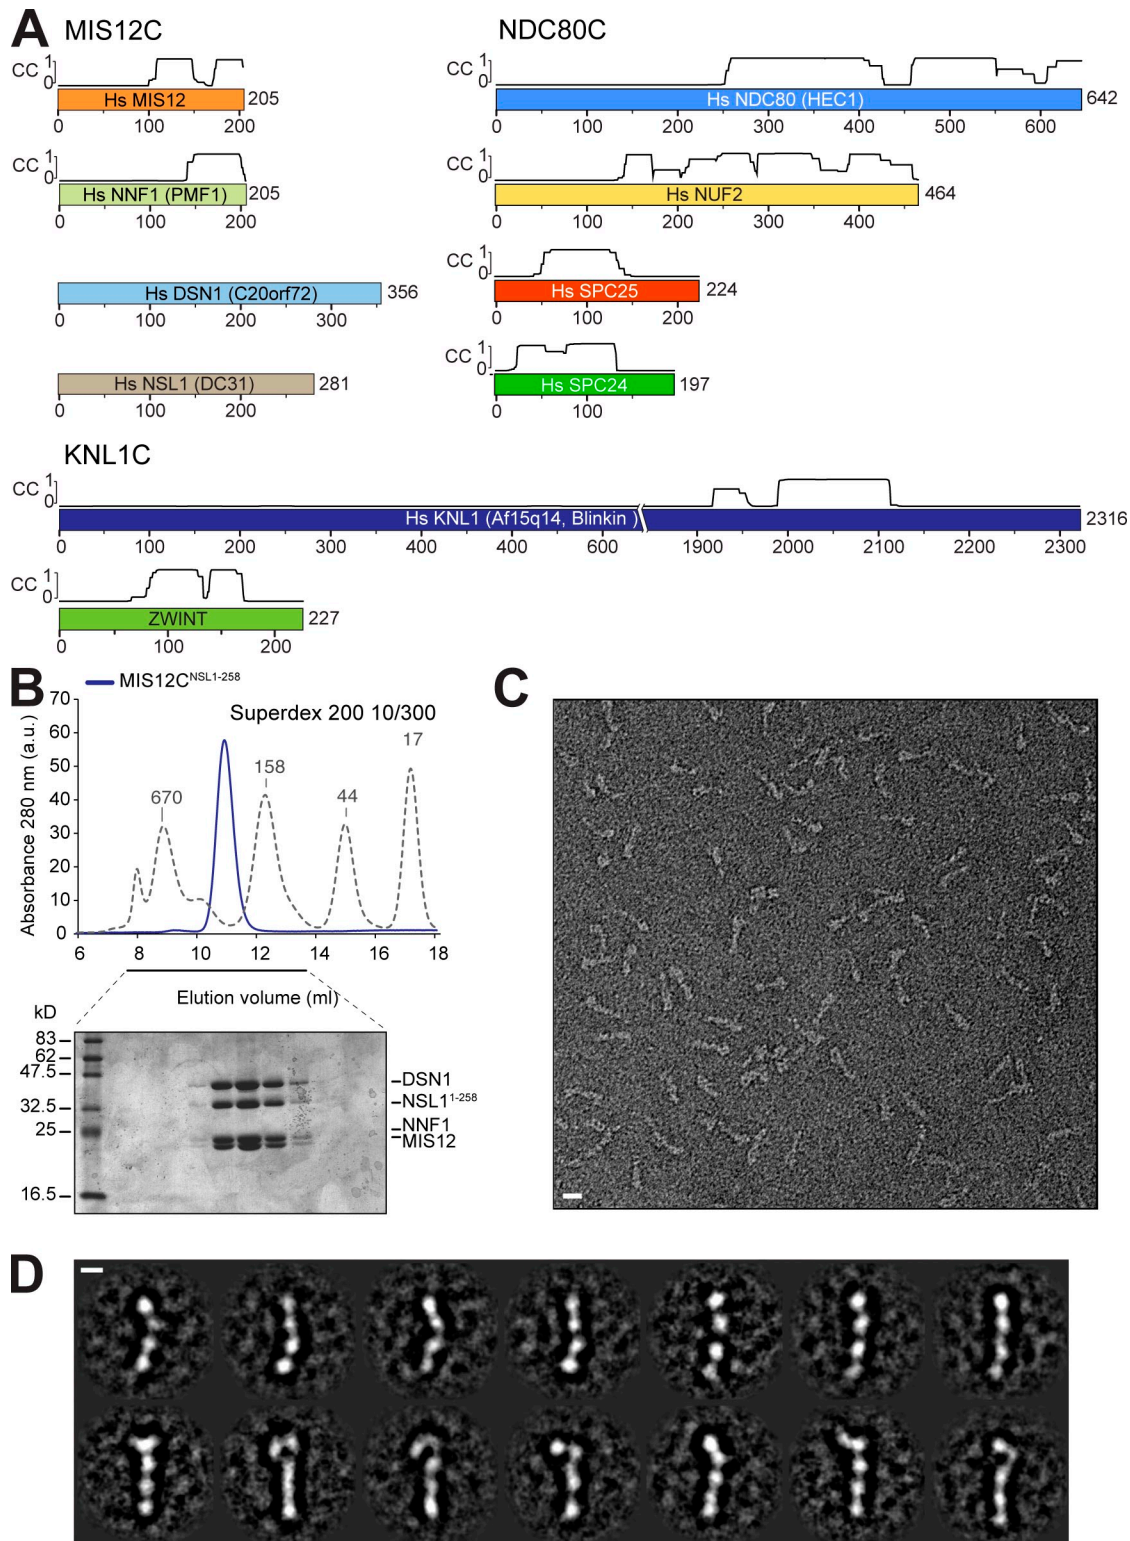 A
MIS12C
NDC80C
CC 1 0
Hs MIS12 205
0 100 200
CC 1 0
Hs NDC80 (HEC1) 642
0 100 200 300 400 500 600
CC 1 0
Hs NNF1 (PMF1) 205
0 100 200
CC 1 0
Hs NUF2 464
0 100 200 300 400
Hs DSN1 (C20orf72) 356
0 100 200 300
CC 1 0
Hs SPC25 224
0 100 200
Hs NSL1 (DC31) 281
0 100 200
CC 1 0
Hs SPC24 197
0 100
KNL1C
CC 1 0
Hs KNL1 (Af15q14, Blinkin ) 2316
0 100 200 300 400 400 600 1900 2000 2100 2200 2300
CC 1 0
ZWINT 227
0 100 200
B
MIS12C^NSL1-258
Superdex 200 10/300
Absorbance 280 nm (a.u.)
70
60
50
40
30
20
10
0
670
158
44
17
6 8 10 12 14 16 18
Elution volume (ml)
kD
83
62
47.5
32.5
25
16.5
DSN1
NSL1^1-258
NNF1
MIS12
C
D